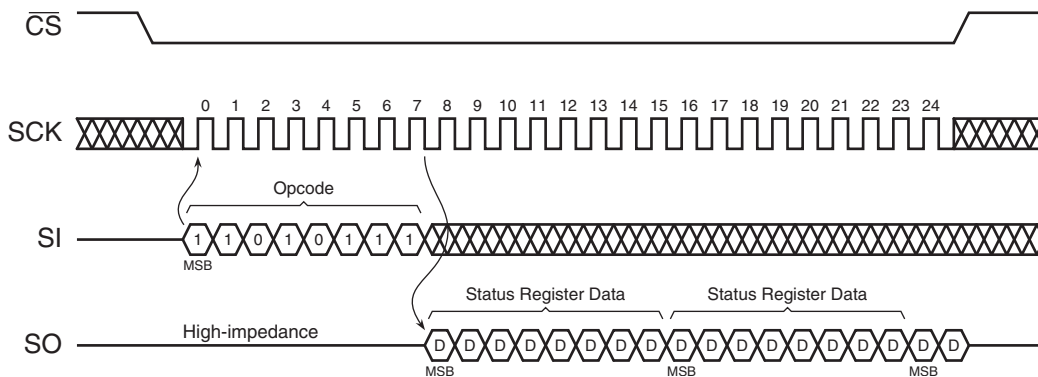 CS
0 1 2 3 4 5 6 7 8 9 10 11 12 13 14 15 16 17 18 19 20 21 22 23 24
SCK
Opcode
SI
1 1 0 1 0 1 1 1
MSB
Status Register Data Status Register Data
High-impedance
SO
D D D D D D D D D D D D D D D D D D
MSB MSB MSB